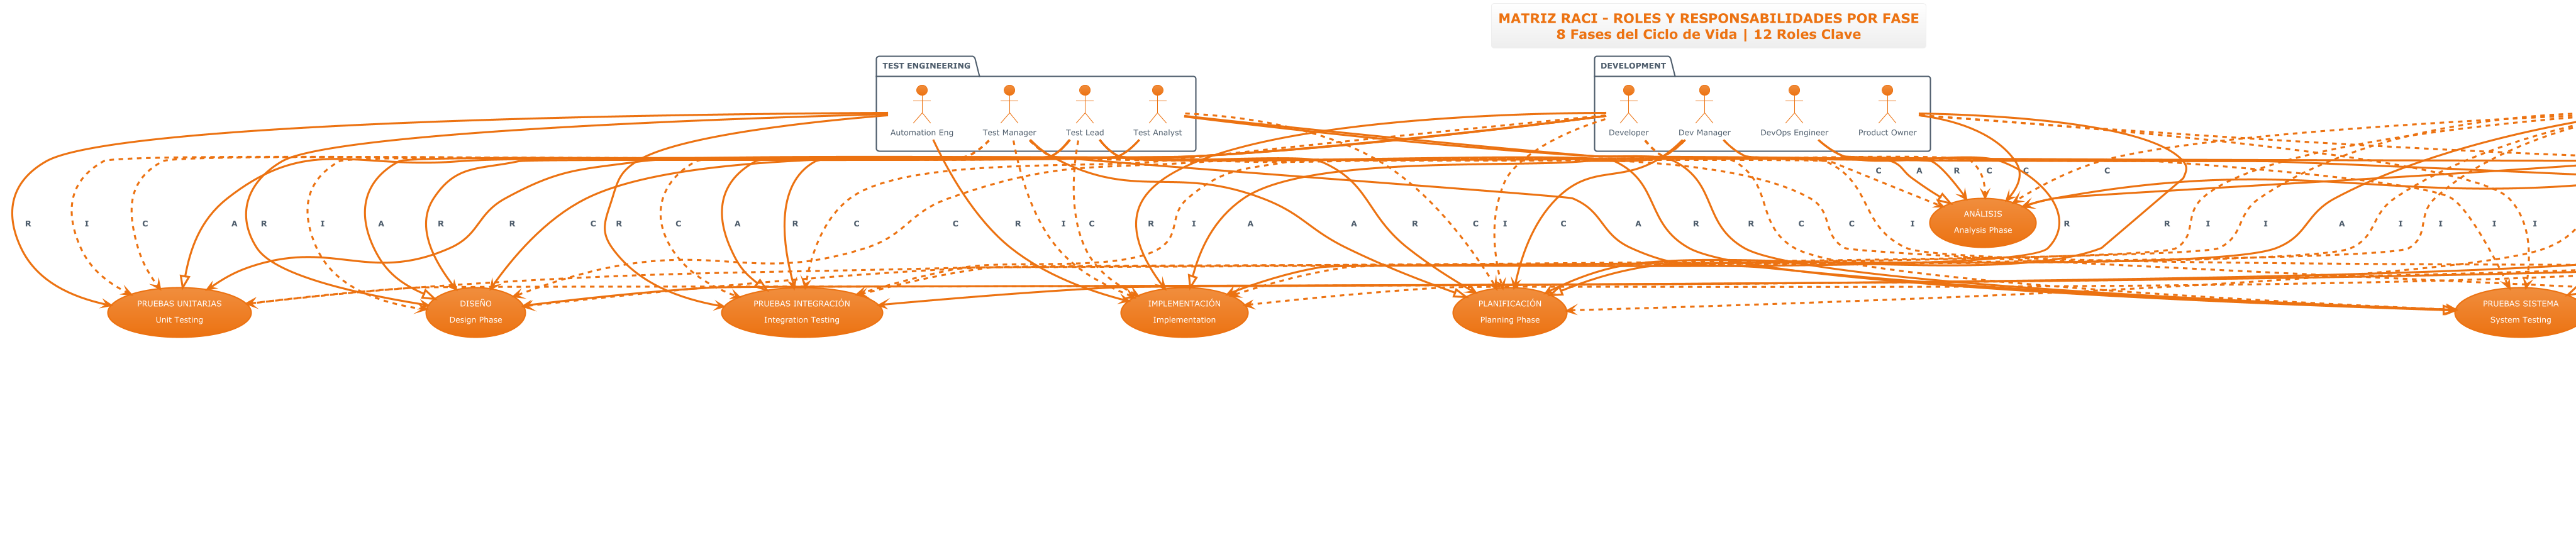 MATRIZ RACI - ROLES Y RESPONSABILIDADES POR FASE
8 Fases del Ciclo de Vida | 12 Roles Clave
TEST ENGINEERING
DEVELOPMENT
Automation Eng Test Manager Test Lead Test Analyst
Developer Dev Manager DevOps Engineer Product Owner
C A R C C C
ANÁLISIS
Analysis Phase
R I C A R I A R R C R C A R C C R I C R I A A R C I C A R R C C I R R I I A I I I I
PRUEBAS UNITARIAS
Unit Testing
DISEÑO
Design Phase
PRUEBAS INTEGRACIÓN
Integration Testing
IMPLEMENTACIÓN
Implementation
PLANIFICACIÓN
Planning Phase
PRUEBAS SISTEMA
System Testing